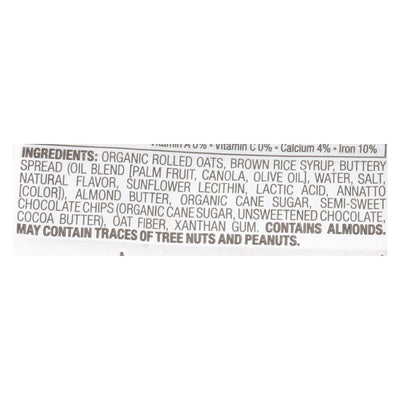 Vitamin A 0% • Vitamin C 0% • Calcium 4% • Iron 10%
INGREDIENTS: ORGANIC ROLLED OATS, BROWN RICE SYRUP, BUTTERY
SPREAD (OIL BLEND [PALM FRUIT, CANOLA, OLIVE OIL], WATER, SALT,
NATURAL FLAVOR, SUNFLOWER LECITHIN, LACTIC ACID, ANNATTO
[COLOR]), ALMOND BUTTER, ORGANIC CANE SUGAR, SEMI-SWEET
CHOCOLATE CHIPS (ORGANIC CANE SUGAR, UNSWEETENED CHOCOLATE,
COCOA BUTTER), OAT FIBER, XANTHAN GUM. CONTAINS ALMONDS.
MAY CONTAIN TRACES OF TREE NUTS AND PEANUTS.